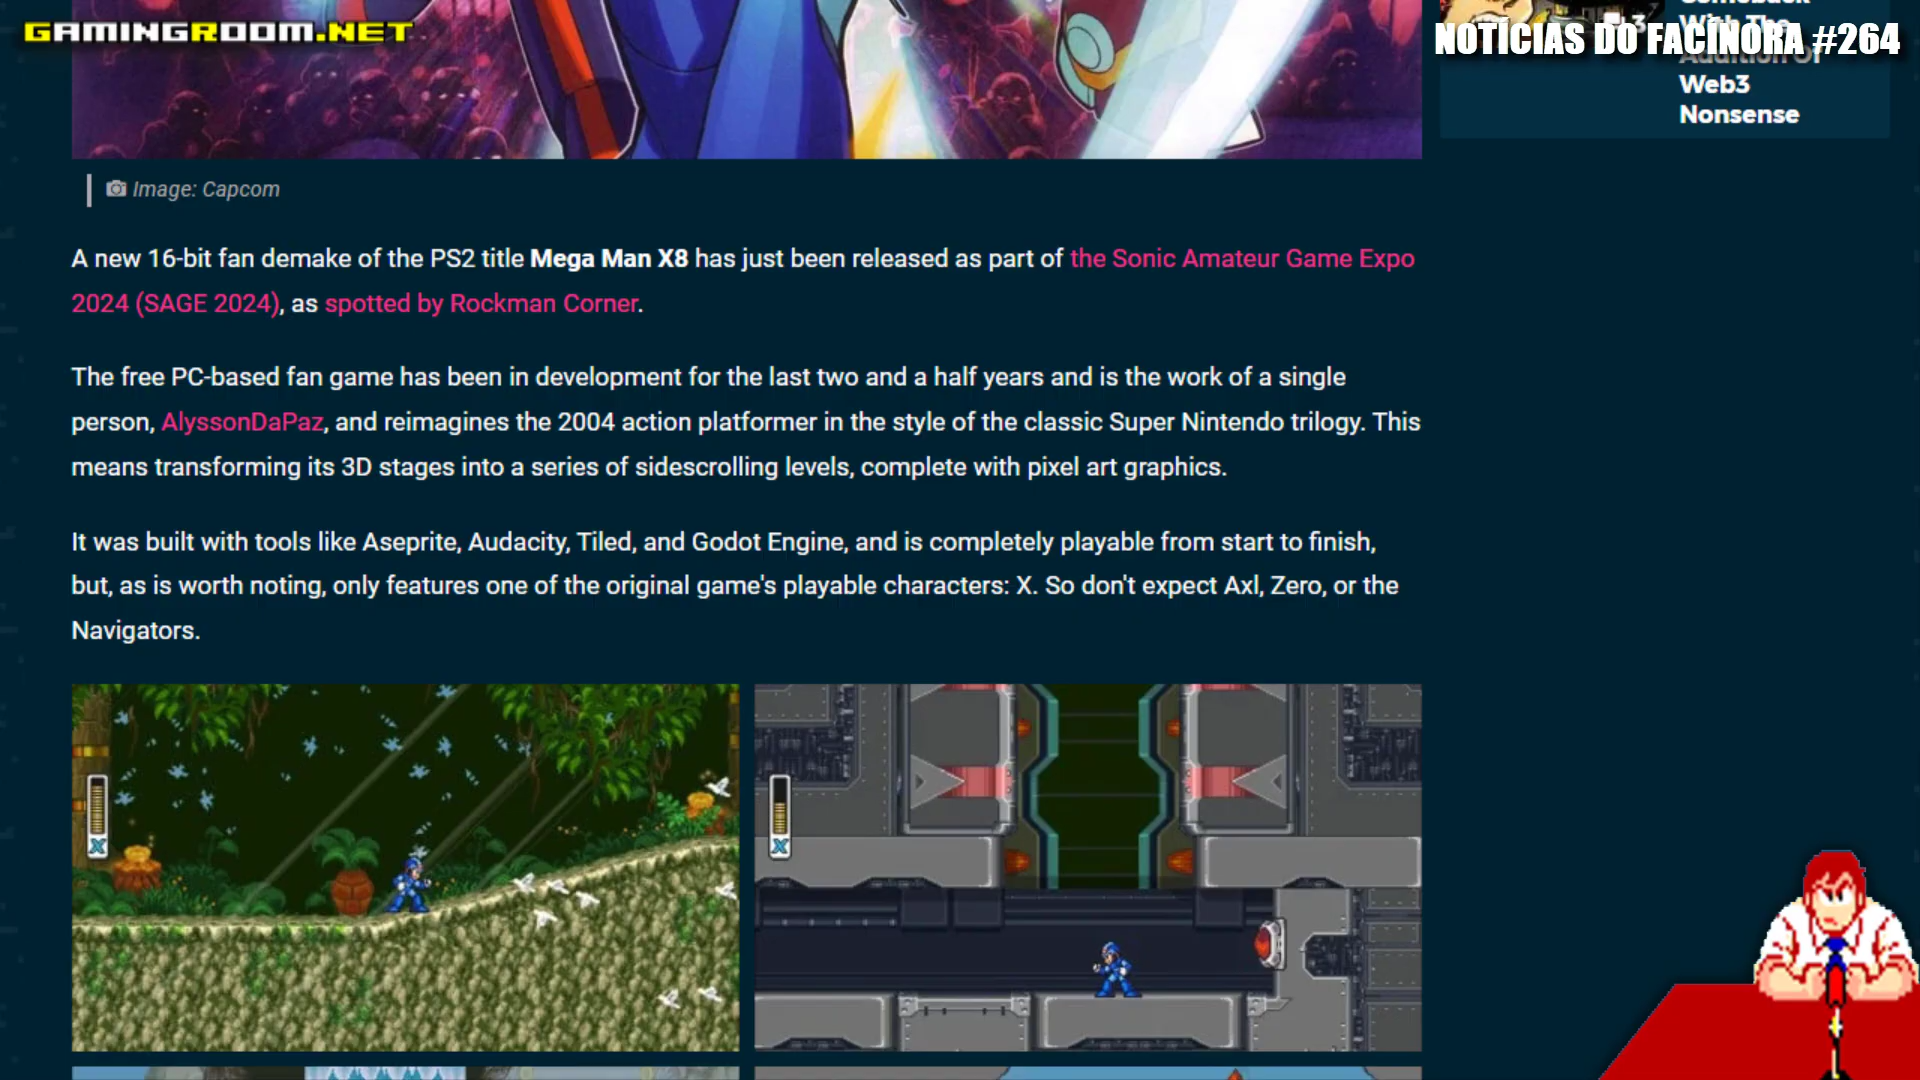 GAMINGROOM.NET
NOTÍCIAS DO FACÍNORA #264
With The
Addition Of
Web3
Nonsense
Image: Capcom
A new 16-bit fan demake of the PS2 title Mega Man X8 has just been released as part of the Sonic Amateur Game Expo
2024 (SAGE 2024), as spotted by Rockman Corner.
The free PC-based fan game has been in development for the last two and a half years and is the work of a single
person, AlyssonDaPaz, and reimagines the 2004 action platformer in the style of the classic Super Nintendo trilogy. This
means transforming its 3D stages into a series of sidescrolling levels, complete with pixel art graphics.
It was built with tools like Aseprite, Audacity, Tiled, and Godot Engine, and is completely playable from start to finish,
but, as is worth noting, only features one of the original game's playable characters: X. So don't expect Axl, Zero, or the
Navigators.
X
X